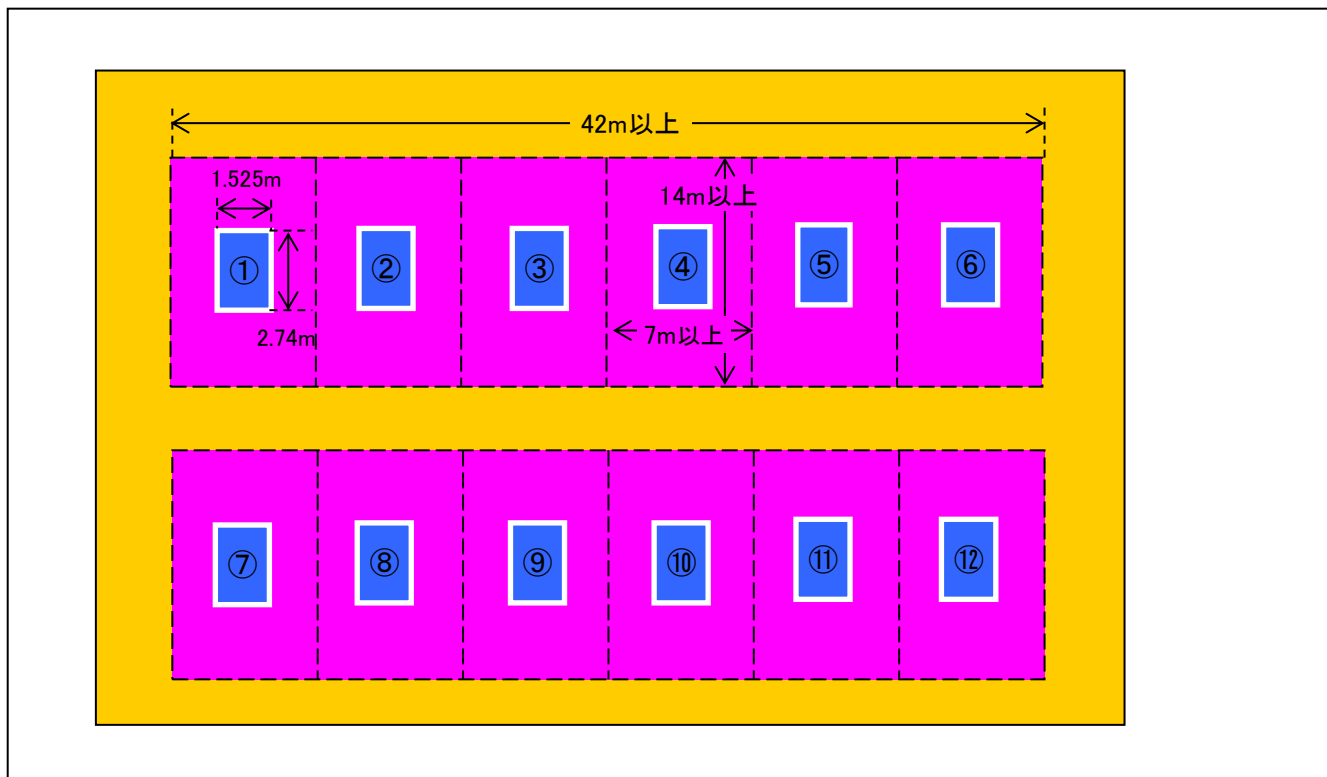 42m以上
1.525m
14m以上
① ② ③ ④ ⑤ ⑥
7m以上
2.74m
⑦ ⑧ ⑨ ⑩ ⑪ ⑫